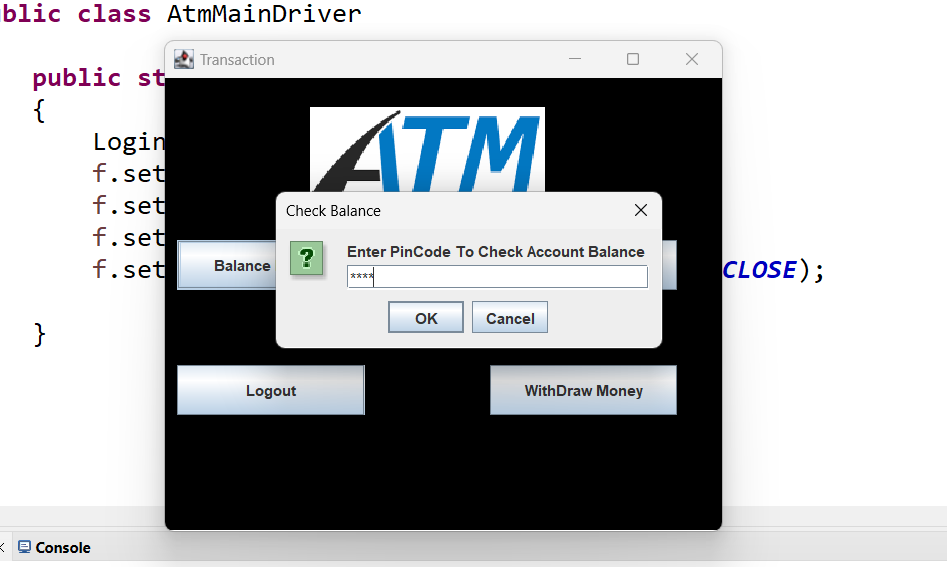 blic class AtmMainDriver
Transaction
public st
{
Login
f.set
f.set
f.set
f.set
CLOSE);
}
ATM
Check Balance
?
Enter PinCode To Check Account Balance
****
OK
Cancel
Balance
Logout
WithDraw Money
Console